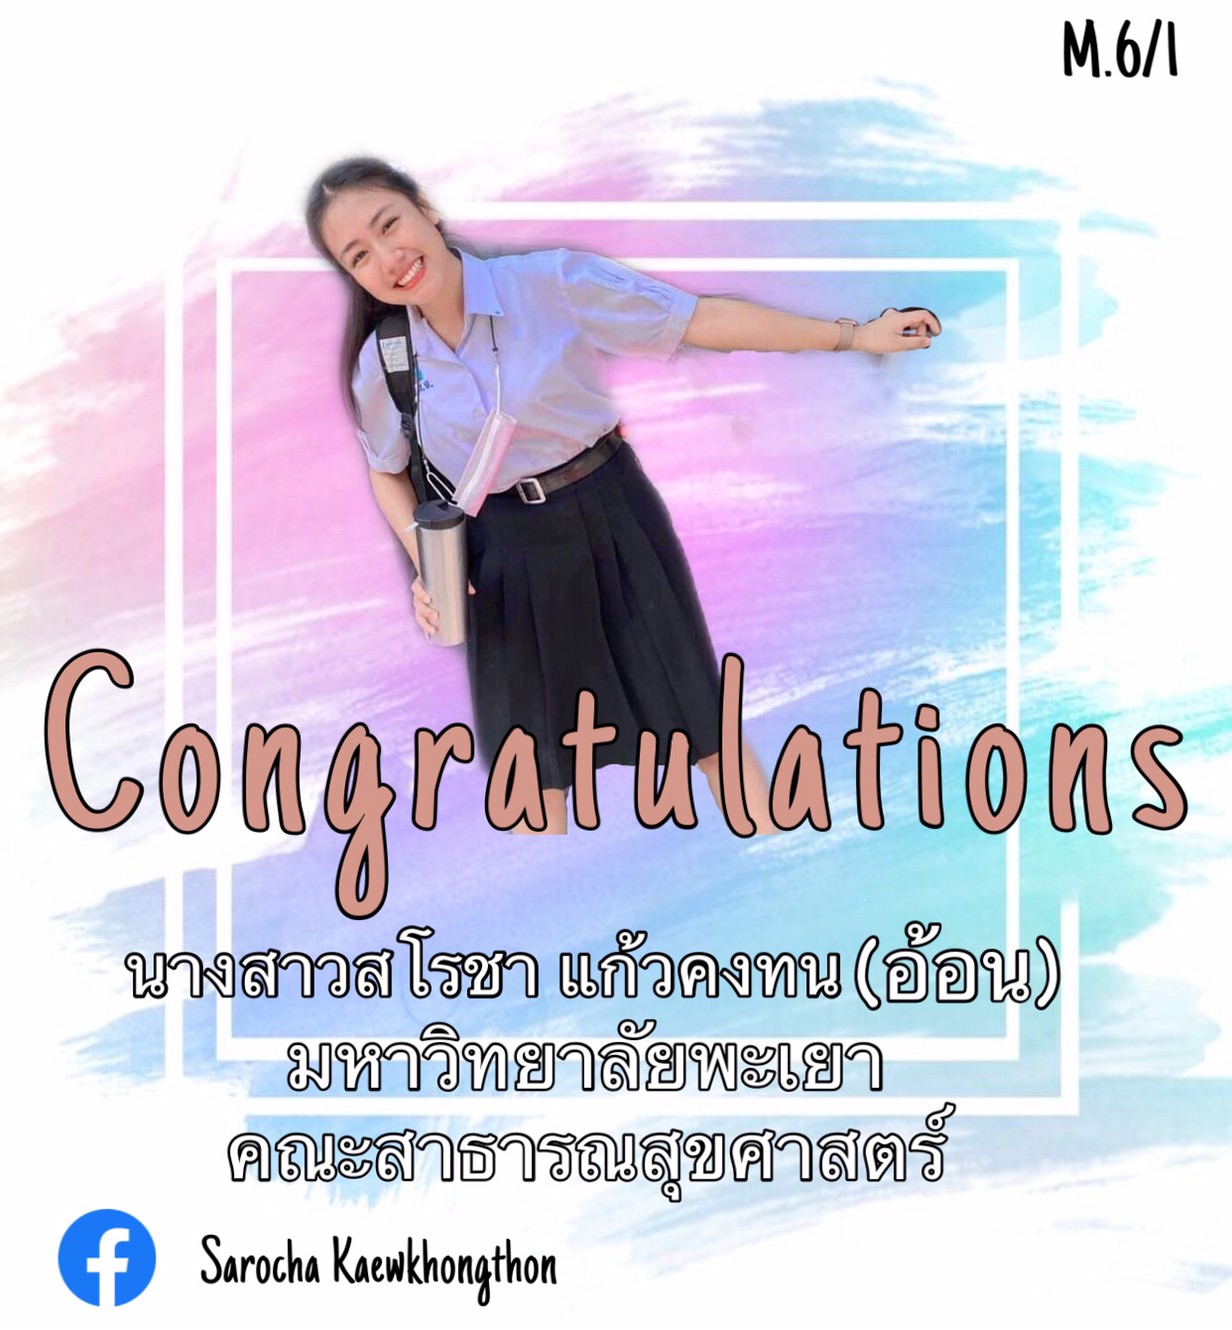 M.6/1
Congratulations
นางสาวสโรชา แก้วคงทน (อ้อน)
มหาวิทยาลัยพะเยา
คณะสาธารณสุขศาสตร์
Sarocha Kaewkhongthon